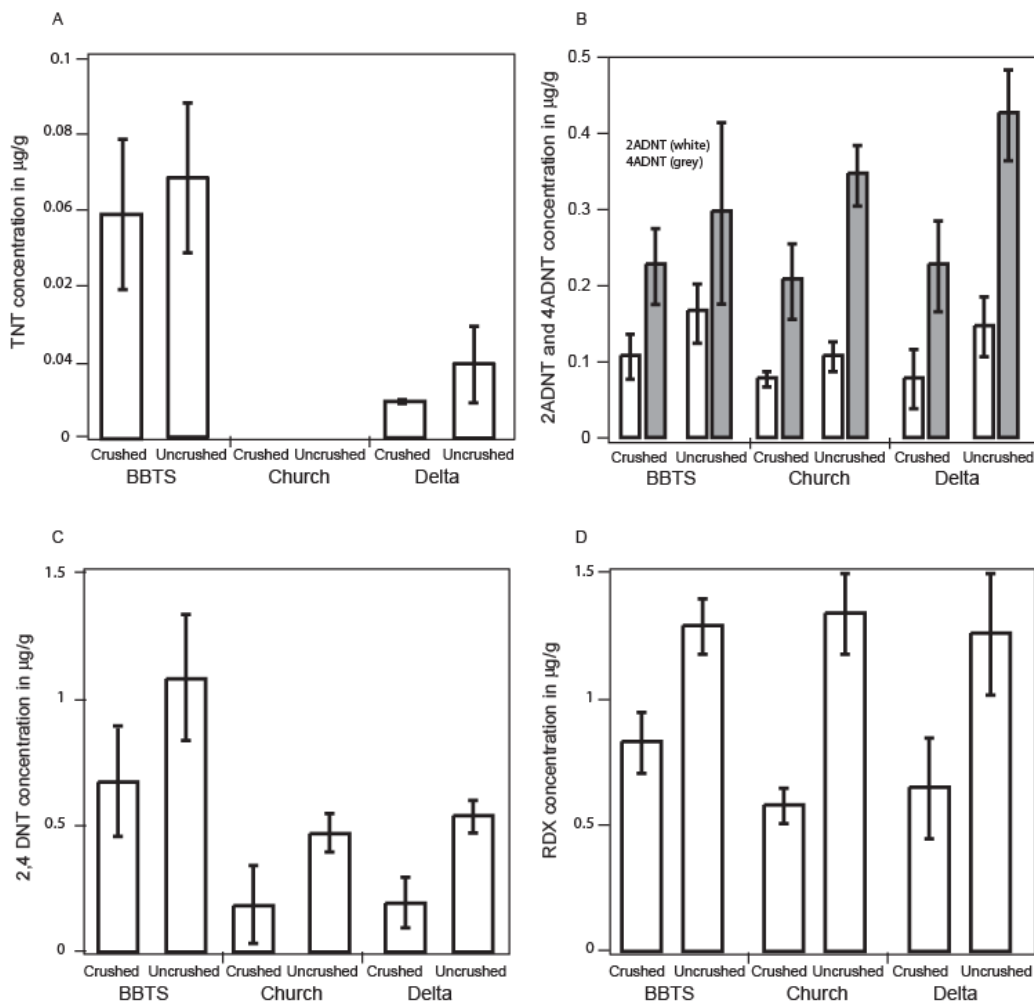 A
TNT concentration in µg/g
0.1
0.08
0.06
0.02
0.04
0
Crushed Uncrushed Crushed Uncrushed Crushed Uncrushed
BBTS Church Delta
B
2ADNT and 4ADNT concentration in µg/g
0.5
0.4
0.3
0.2
0.1
0
2ADNT (white)
4ADNT (grey)
Crushed Uncrushed Crushed Uncrushed Crushed Uncrushed
BBTS Church Delta
C
2,4 DNT concentration in µg/g
1.5
1
0.5
0
Crushed Uncrushed Crushed Uncrushed Crushed Uncrushed
BBTS Church Delta
D
RDX concentration in µg/g
1.5
1
0.5
0
Crushed Uncrushed Crushed Uncrushed Crushed Uncrushed
BBTS Church Delta